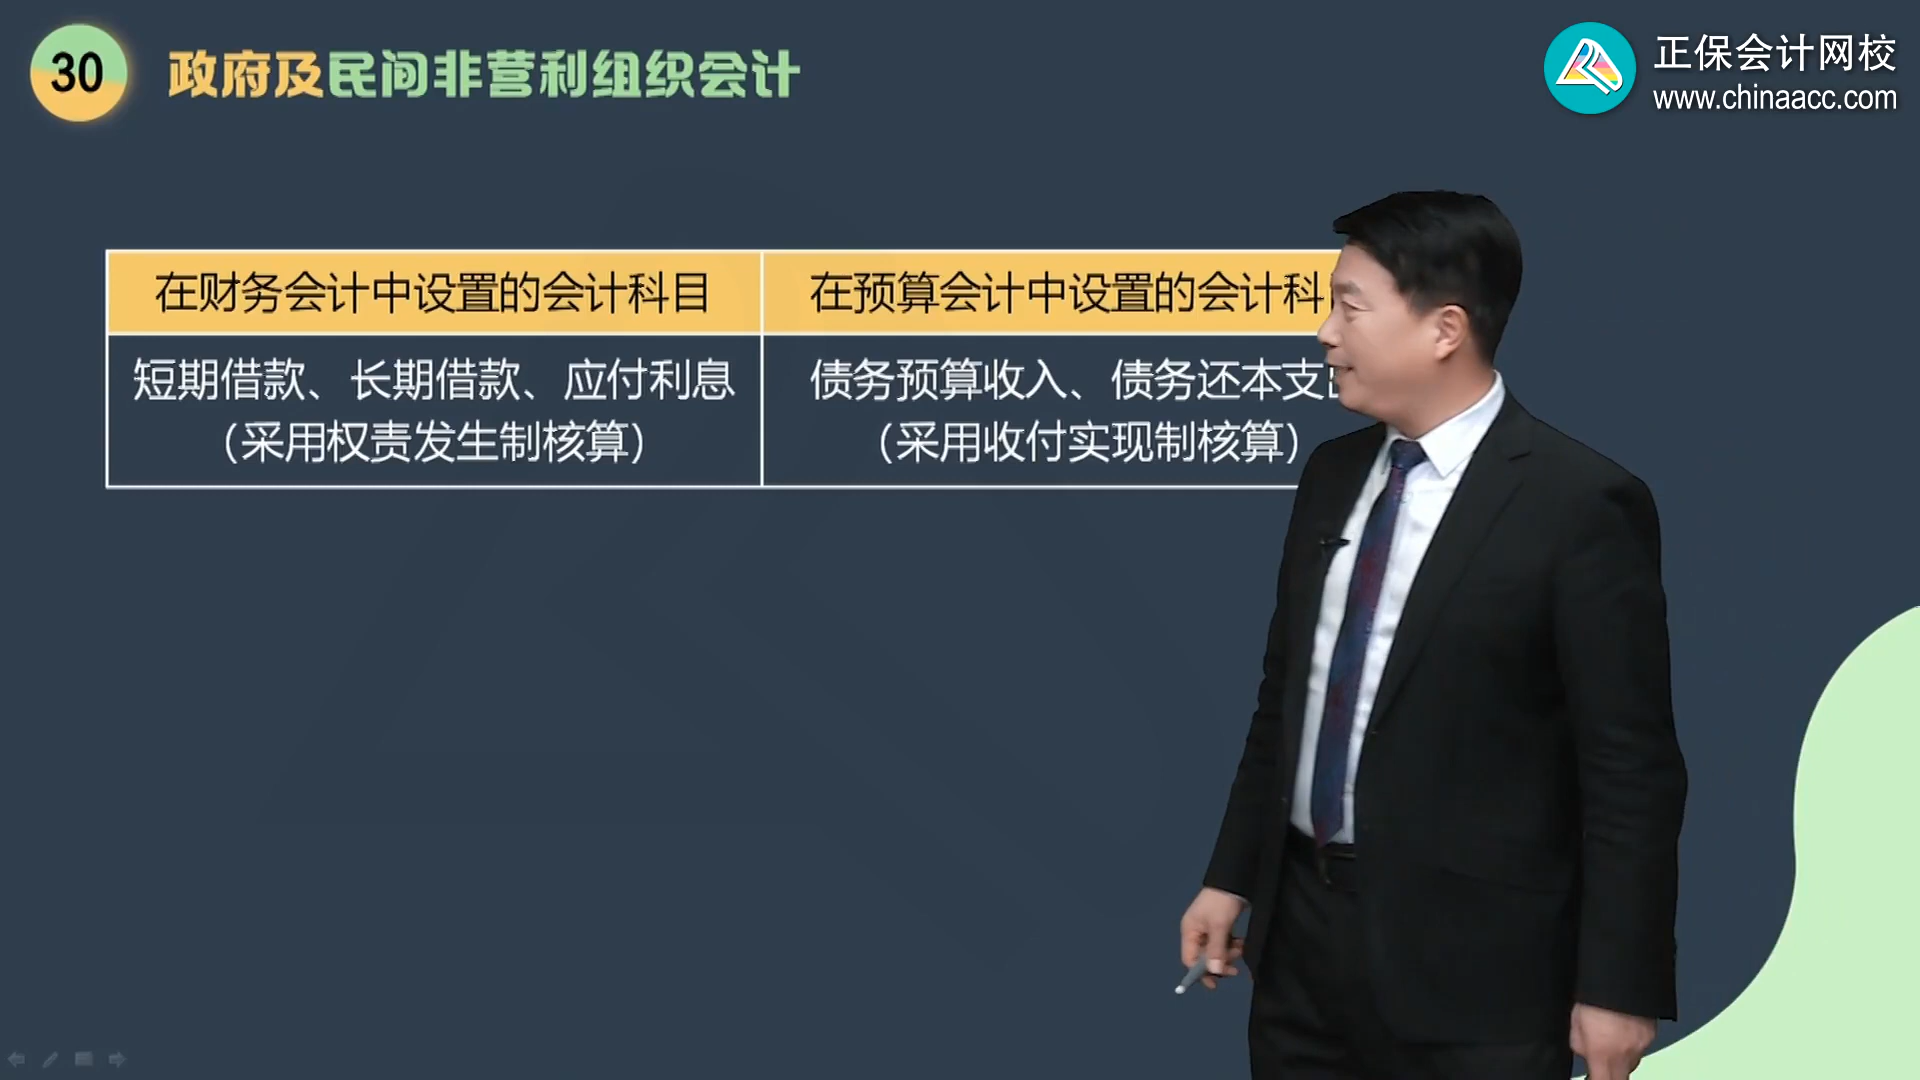 30
政府及民间非营利组织会计
正保会计网校
www.chinaacc.com
在财务会计中设置的会计科目
在预算会计中设置的会计科
短期借款、长期借款、应付利息
（采用权责发生制核算）
债务预算收入、债务还本支
（采用收付实现制核算）